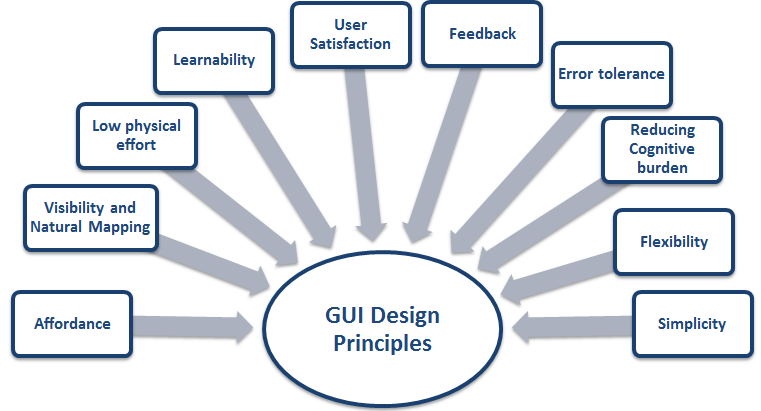 User
Satisfaction
Feedback
Learnability
Error tolerance
Low physical
effort
Reducing
Cognitive
burden
Visibility and
Natural Mapping
Flexibility
Affordance
GUI Design
Principles
Simplicity